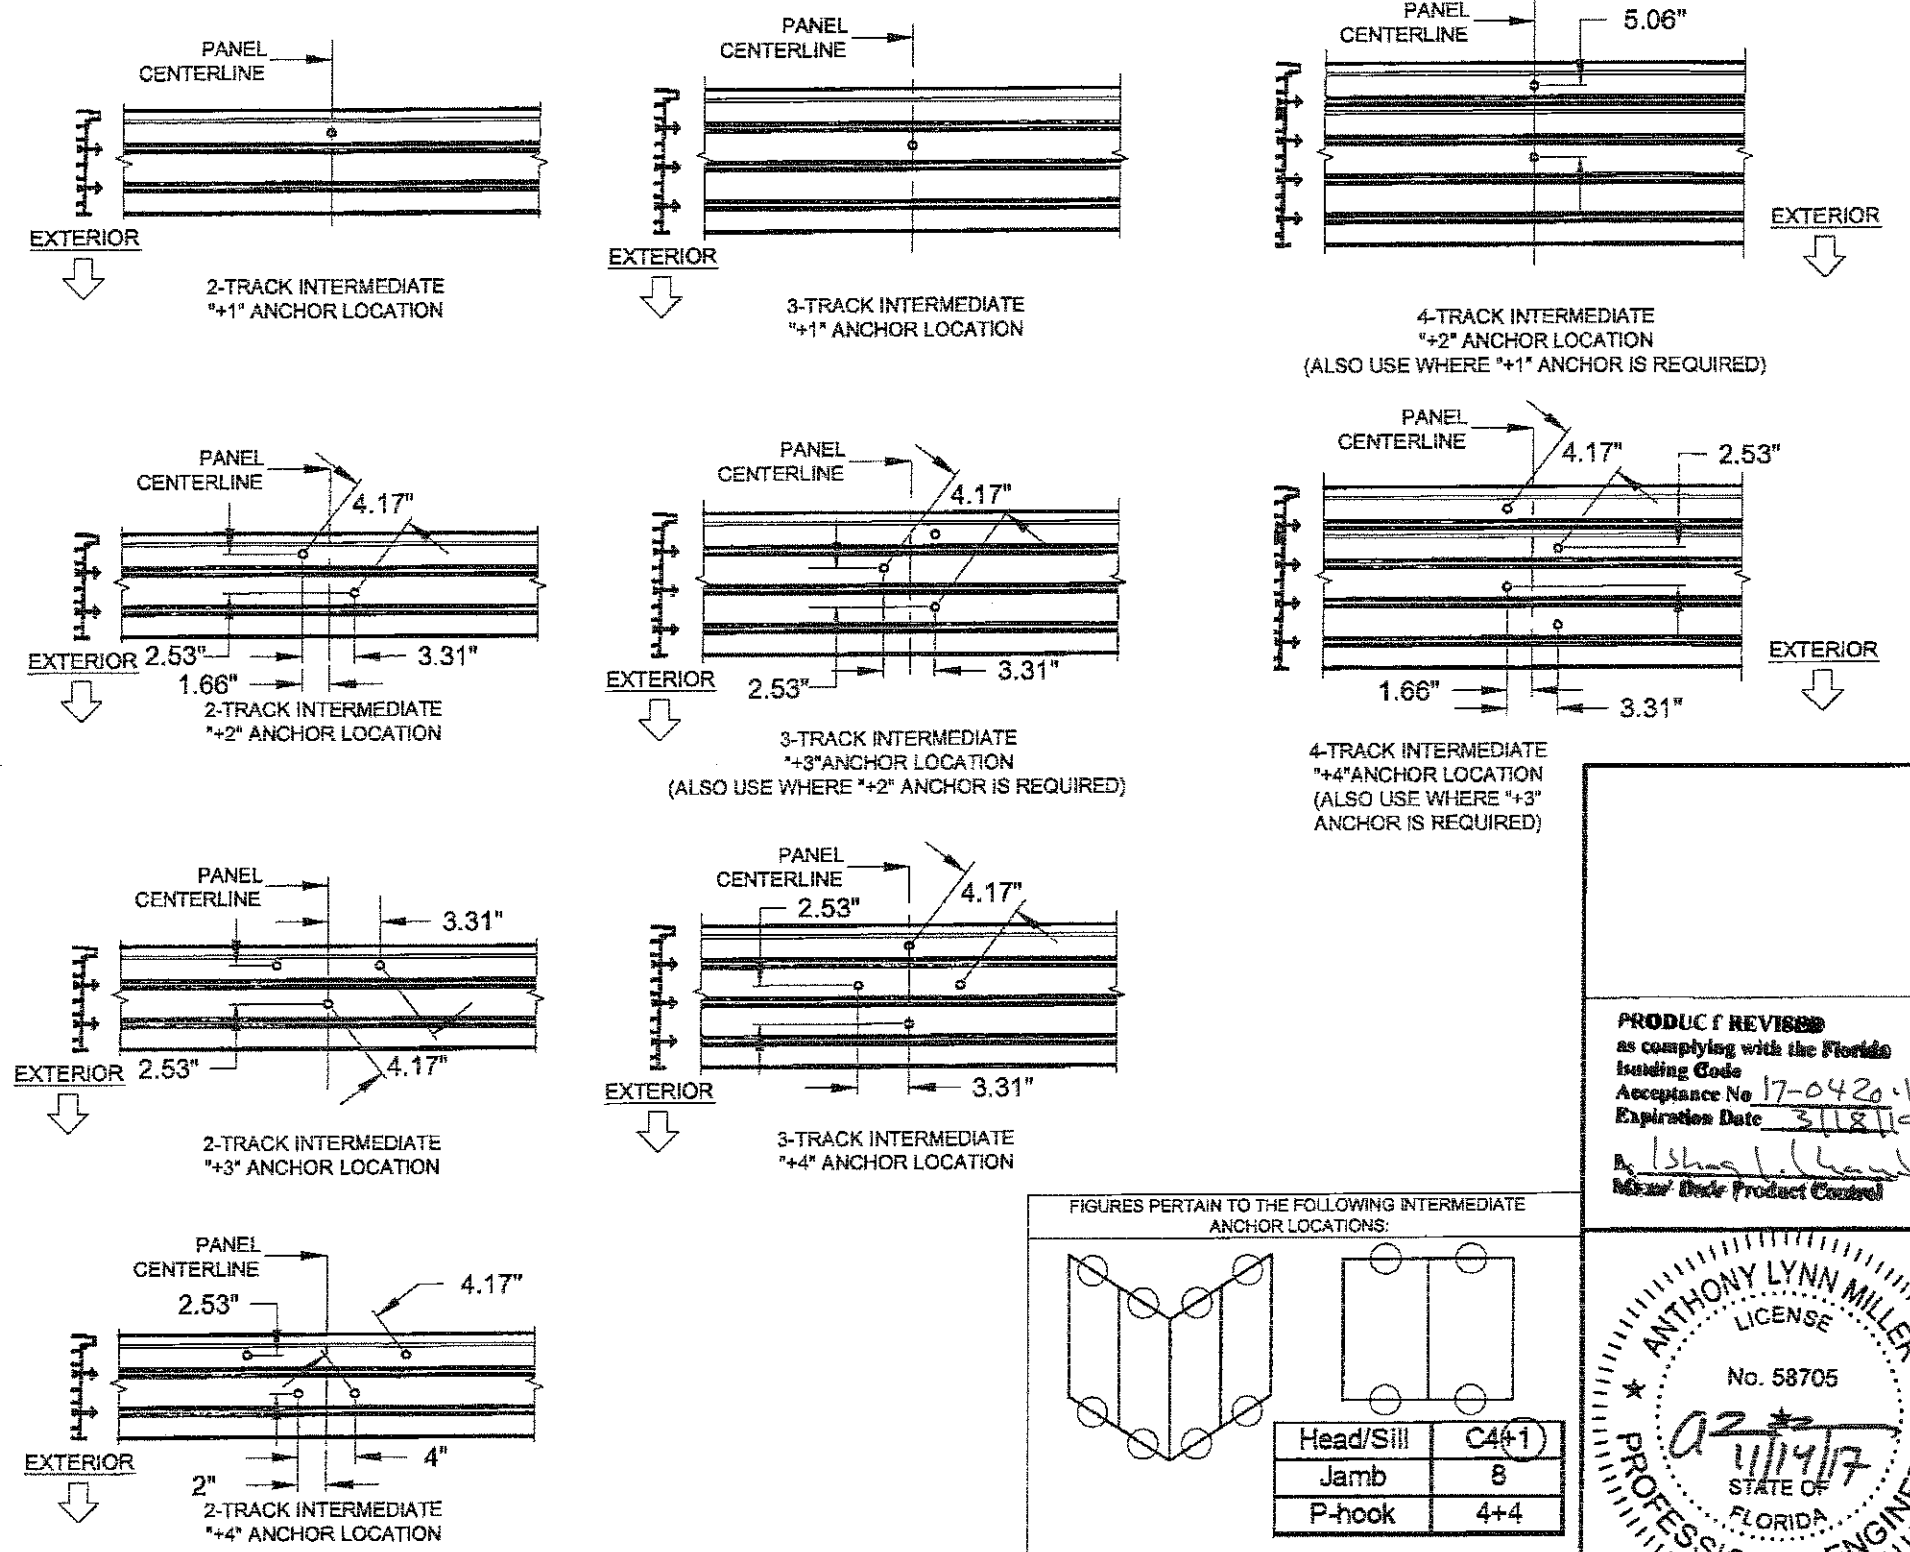 PANEL
CENTERLINE
EXTERIOR
2-TRACK INTERMEDIATE
"+1" ANCHOR LOCATION
PANEL
CENTERLINE
EXTERIOR
3-TRACK INTERMEDIATE
"+1" ANCHOR LOCATION
PANEL
CENTERLINE
5.06"
EXTERIOR
4-TRACK INTERMEDIATE
"+2" ANCHOR LOCATION
(ALSO USE WHERE "+1" ANCHOR IS REQUIRED)
PANEL
CENTERLINE
4.17"
EXTERIOR
2.53"
3.31"
1.66"
2-TRACK INTERMEDIATE
"+2" ANCHOR LOCATION
PANEL
CENTERLINE
4.17"
EXTERIOR
2.53"
3.31"
3-TRACK INTERMEDIATE
"+3"ANCHOR LOCATION
(ALSO USE WHERE "+2" ANCHOR IS REQUIRED)
PANEL
CENTERLINE
4.17"
2.53"
EXTERIOR
1.66"
3.31"
4-TRACK INTERMEDIATE
"+4"ANCHOR LOCATION
(ALSO USE WHERE "+3"
ANCHOR IS REQUIRED)
PANEL
CENTERLINE
3.31"
EXTERIOR
2.53"
4.17"
2-TRACK INTERMEDIATE
"+3" ANCHOR LOCATION
PANEL
CENTERLINE
2.53"
4.17"
EXTERIOR
3.31"
3-TRACK INTERMEDIATE
"+4" ANCHOR LOCATION
PANEL
CENTERLINE
2.53"
4.17"
EXTERIOR
4"
2"
2-TRACK INTERMEDIATE
"+4" ANCHOR LOCATION
FIGURES PERTAIN TO THE FOLLOWING INTERMEDIATE
ANCHOR LOCATIONS:
Head/Sill C4+1
Jamb 8
P-hook 4+4
PRODUCT REVISED
as complying with the Florida
Building Code
Acceptance No 17-0420.
Expiration Date 3/18/
By
Miami Dade Product Control
ANTHONY LYNN MILLER
LICENSE
No. 58705
11/14/17
STATE OF
FLORIDA